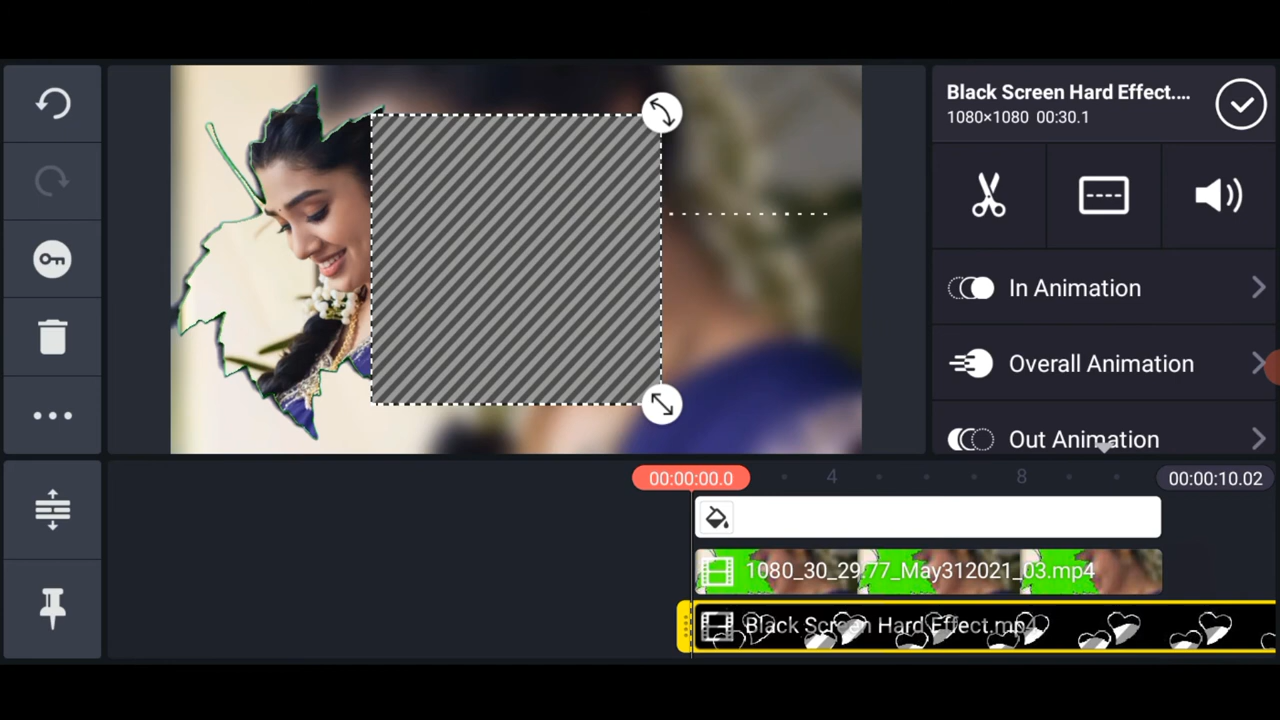 Black Screen Hard Effect....
1080×1080 00:30.1
In Animation
Overall Animation
Out Animation
00:00:00.0
4
8
00:00:10.02
1080_30_29.77_May312021_03.mp4
Black Screen Hard Effect.mp4